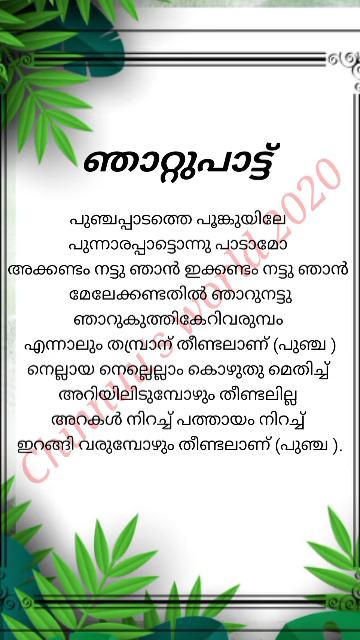 ഞാറ്റുപാട്ട്
പുഞ്ചപ്പാടത്തെ പൂങ്കുയിലേ
പുന്നാരപ്പാട്ടൊന്നു പാടാമോ
അക്കണ്ടം നട്ടു ഞാൻ ഇക്കണ്ടം നട്ടു ഞാൻ
മേലേക്കണ്ടതിൽ ഞാറുനട്ടു
ഞാറുകുത്തികേറിവരുമ്പം
എന്നാലും തമ്പ്രാന് തീണ്ടലാണ് (പുഞ്ച )
നെല്ലായ നെല്ലെല്ലാം കൊഴുതു മെതിച്ച്
അറിയിലിടുമ്പോഴും തീണ്ടലില്ല
അറകൾ നിറച്ച് പത്തായം നിറച്ച്
ഇറങ്ങി വരുമ്പോഴും തീണ്ടലാണ് (പുഞ്ച ).
Chinnuu's world 2020